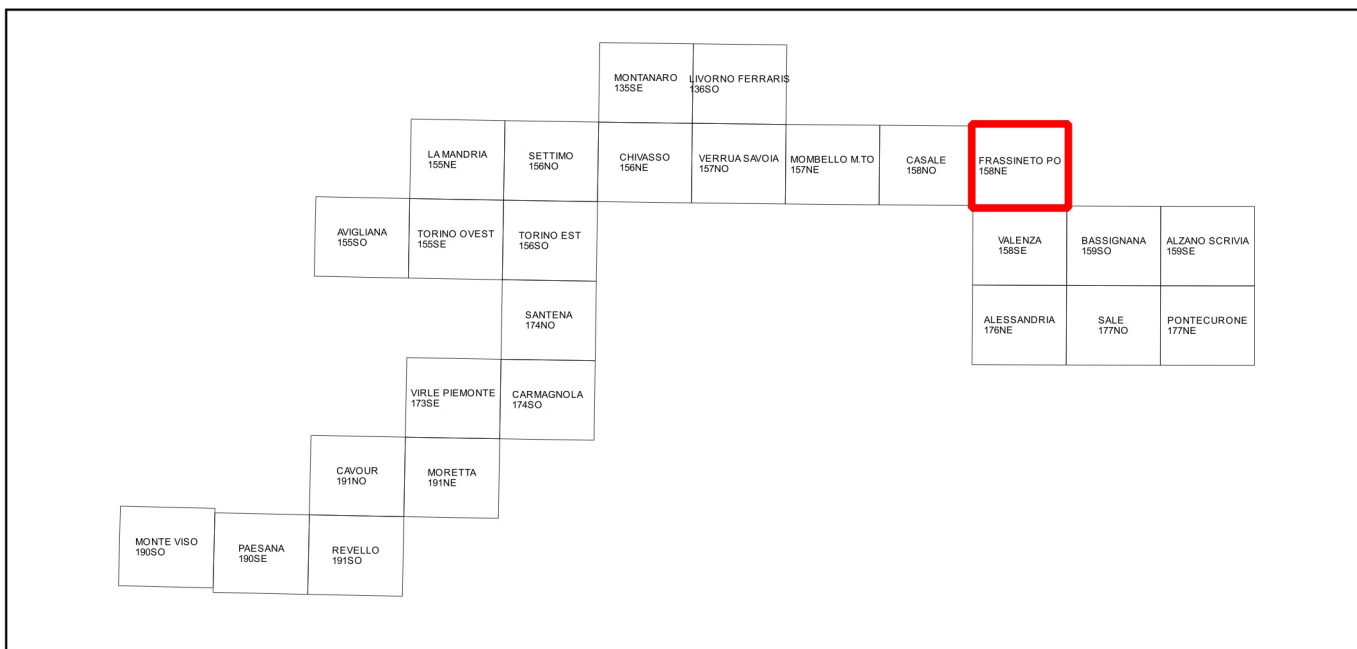 MONTANARO
135SE
LIVORNO FERRARIS
136SO
LA MANDRIA
155NE
SETTIMO
156NO
CHIVASSO
156NE
VERRUA SAVOIA
157NO
MOMBELLO M.TO
157NE
CASALE
158NO
FRASSINETO PO
158NE
AVIGLIANA
155SO
TORINO OVEST
155SE
TORINO EST
156SO
VALENZA
158SE
BASSIGNANA
159SO
ALZANO SCRIVIA
159SE
SANTENA
174NO
ALESSANDRIA
176NE
SALE
177NO
PONTECURONE
177NE
VIRLE PIEMONTE
173SE
CARMAGNOLA
174SO
CAVOUR
191NO
MORETTA
191NE
MONTE VISO
190SO
PAESANA
190SE
REVELLO
191SO